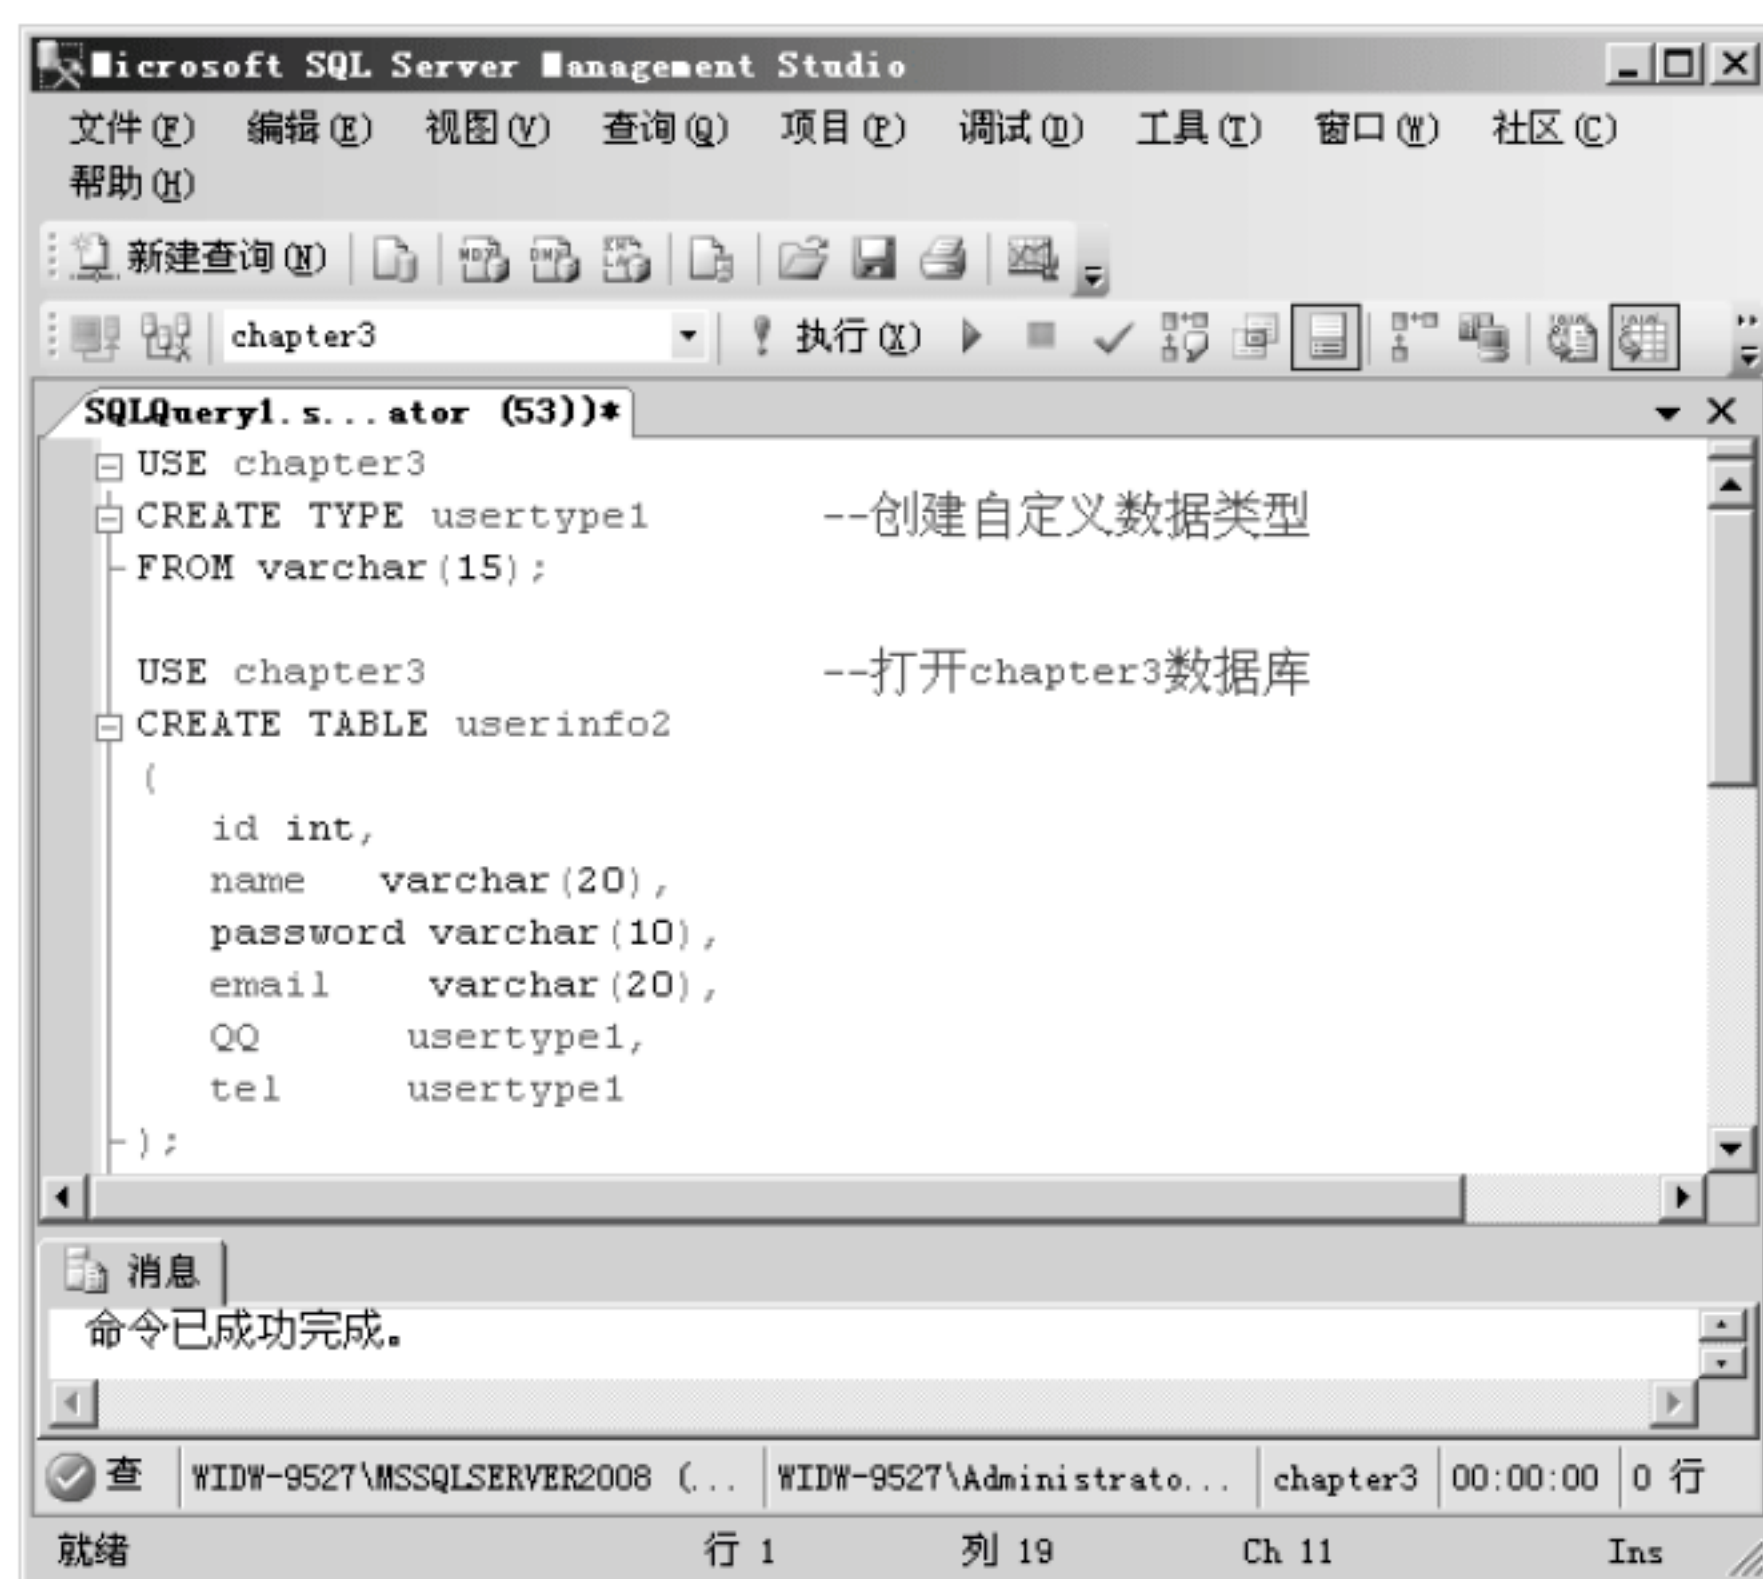 Microsoft SQL Server Management Studio
文件(F) 编辑(E) 视图(V) 查询(Q) 项目(P) 调试(D) 工具(T) 窗口(W) 社区(C)
帮助(H)
新建查询(N)
chapter3 执行(X)
SQLQuery1.s...ator (53))*
USE chapter3
CREATE TYPE usertype1 --创建自定义数据类型
FROM varchar(15);
USE chapter3 --打开chapter3数据库
CREATE TABLE userinfo2
(
id int,
name varchar(20),
password varchar(10),
email varchar(20),
QQ usertype1,
tel usertype1
);
消息
命令已成功完成。
查 WIDW-9527\MSSQLSERVER2008 (... WIDW-9527\Administrato... chapter3 00:00:00 0 行
就绪 行 1 列 19 Ch 11 Ins